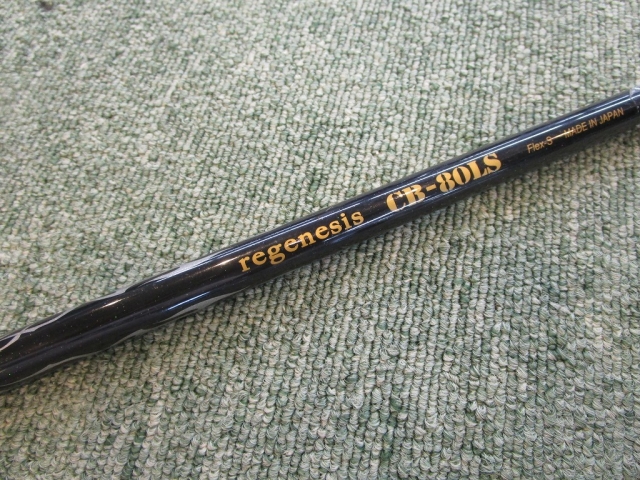 regenesis CB-80LS Flex-S MADE IN JAPAN